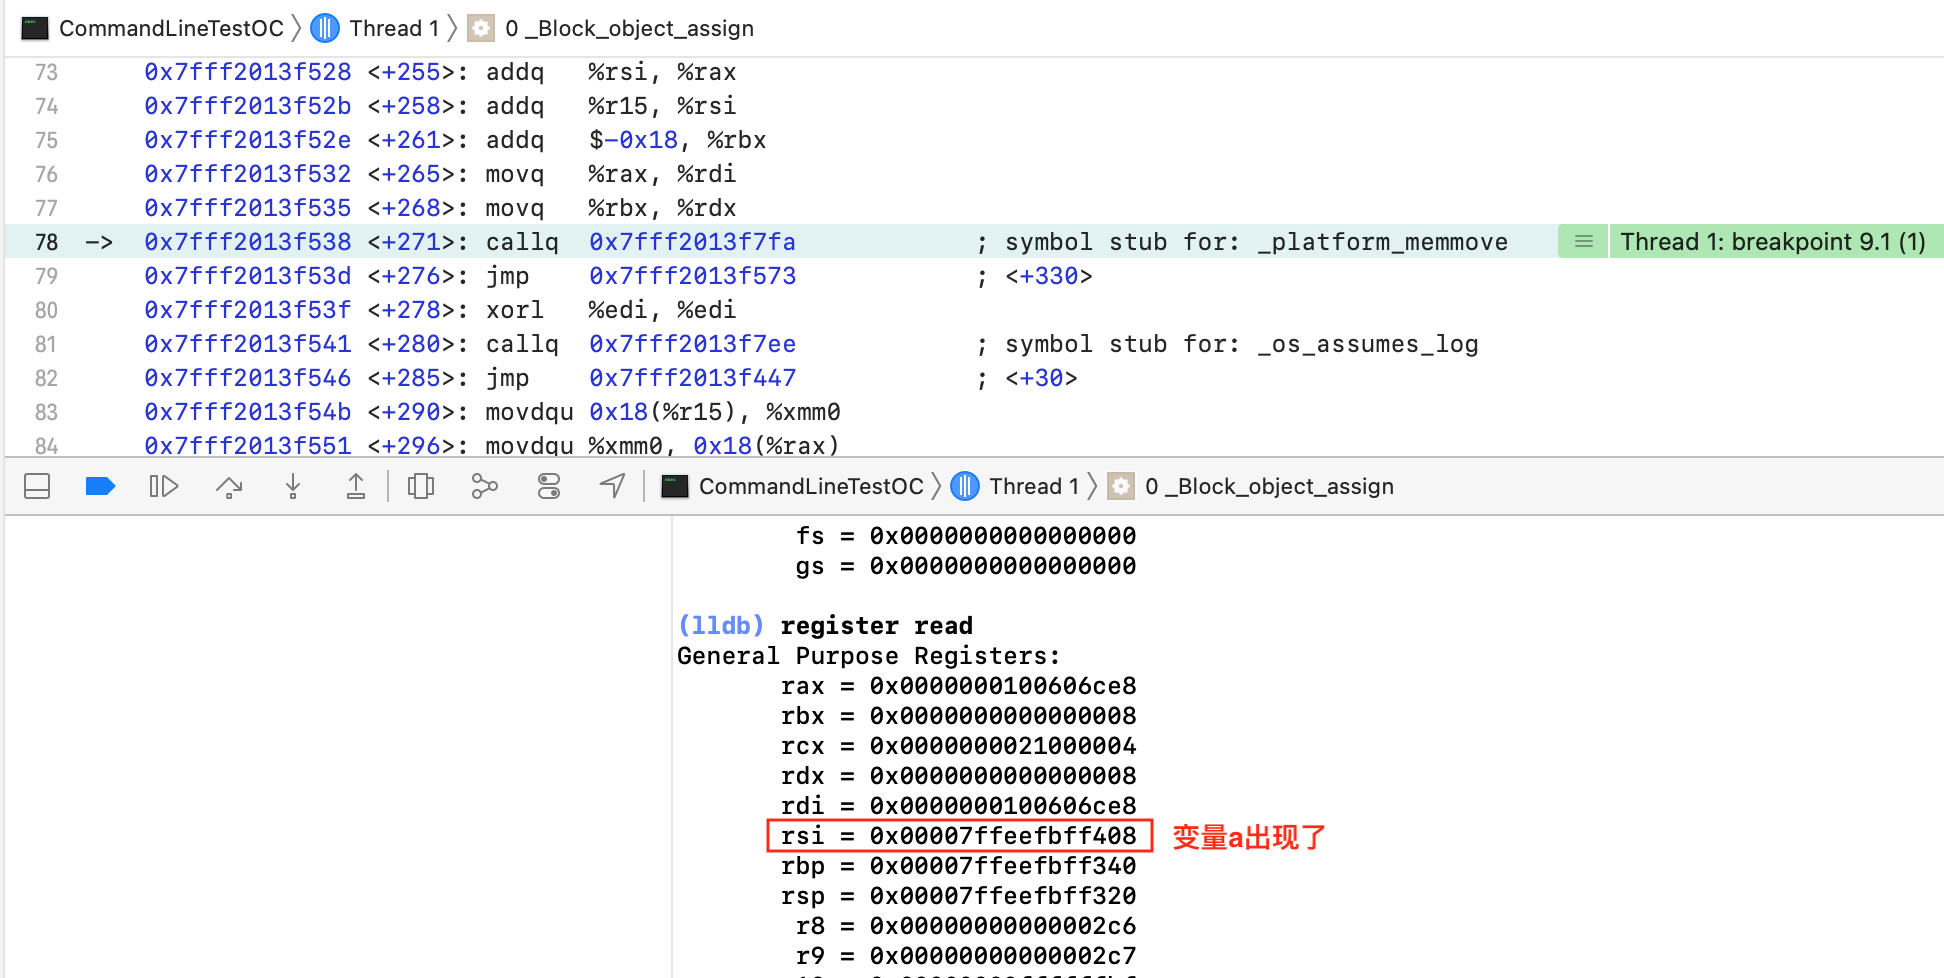 CommandLineTestOC 〉 Thread 1 〉 0 _Block_object_assign
73 0x7fff2013f528 <+255>: addq %rsi, %rax
74 0x7fff2013f52b <+258>: addq %r15, %rsi
75 0x7fff2013f52e <+261>: addq $-0x18, %rbx
76 0x7fff2013f532 <+265>: movq %rax, %rdi
77 0x7fff2013f535 <+268>: movq %rbx, %rdx
78 -> 0x7fff2013f538 <+271>: callq 0x7fff2013f7fa ; symbol stub for: _platform_memmove Thread 1: breakpoint 9.1 (1)
79 0x7fff2013f53d <+276>: jmp 0x7fff2013f573 ; <+330>
80 0x7fff2013f53f <+278>: xorl %edi, %edi
81 0x7fff2013f541 <+280>: callq 0x7fff2013f7ee ; symbol stub for: _os_assumes_log
82 0x7fff2013f546 <+285>: jmp 0x7fff2013f447 ; <+30>
83 0x7fff2013f54b <+290>: movdqu 0x18(%r15), %xmm0
84 0x7fff2013f551 <+296>: movdqu %xmm0, 0x18(%rax)
CommandLineTestOC 〉 Thread 1 〉 0 _Block_object_assign
fs = 0x0000000000000000
gs = 0x0000000000000000
(lldb) register read
General Purpose Registers:
rax = 0x0000000100606ce8
rbx = 0x0000000000000008
rcx = 0x0000000021000004
rdx = 0x0000000000000008
rdi = 0x0000000100606ce8
rsi = 0x00007ffeefbff408 变量a出现了
rbp = 0x00007ffeefbff340
rsp = 0x00007ffeefbff320
r8 = 0x00000000000002c6
r9 = 0x00000000000002c7